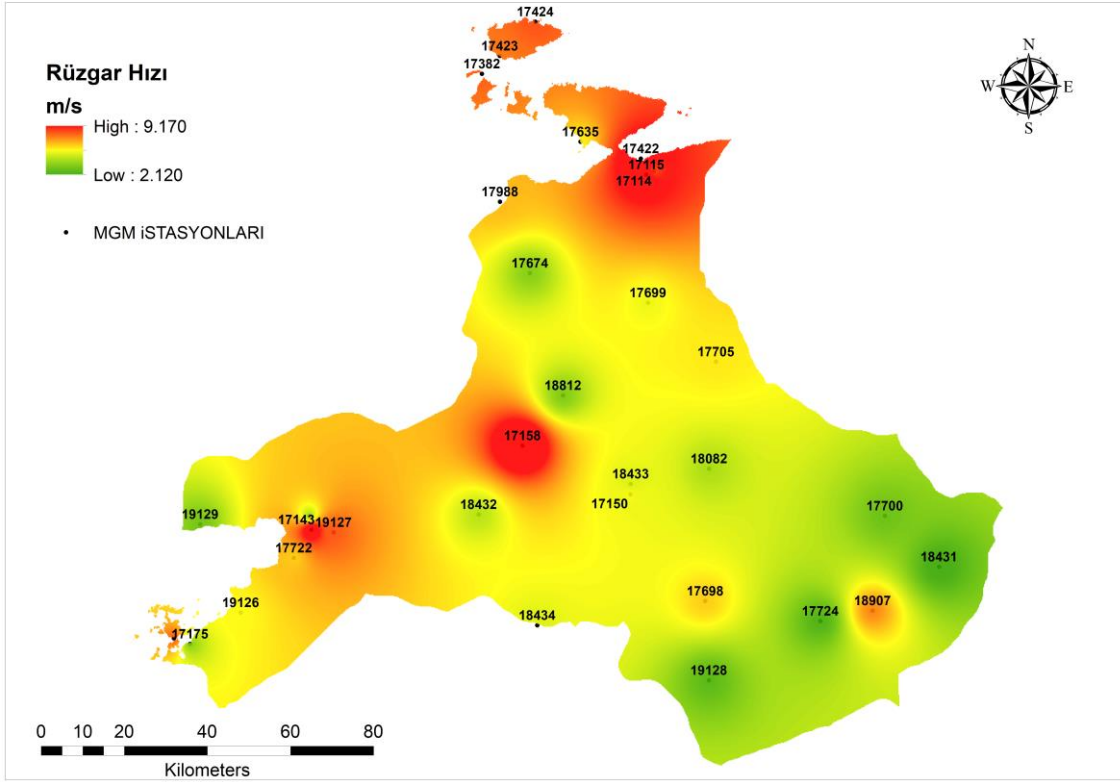 17424
17423
17382
Rüzgar Hızı
m/s
High : 9.170
Low : 2.120
MGM iSTASYONLARI
N
W
E
S
17635
17422
17115
17114
17988
17674
17699
17705
18812
17158
18082
18433
17150
18432
17700
19129
17143
19127
17722
18431
17698
18907
17724
19126
17175
18434
19128
0 10 20 40 60 80
Kilometers